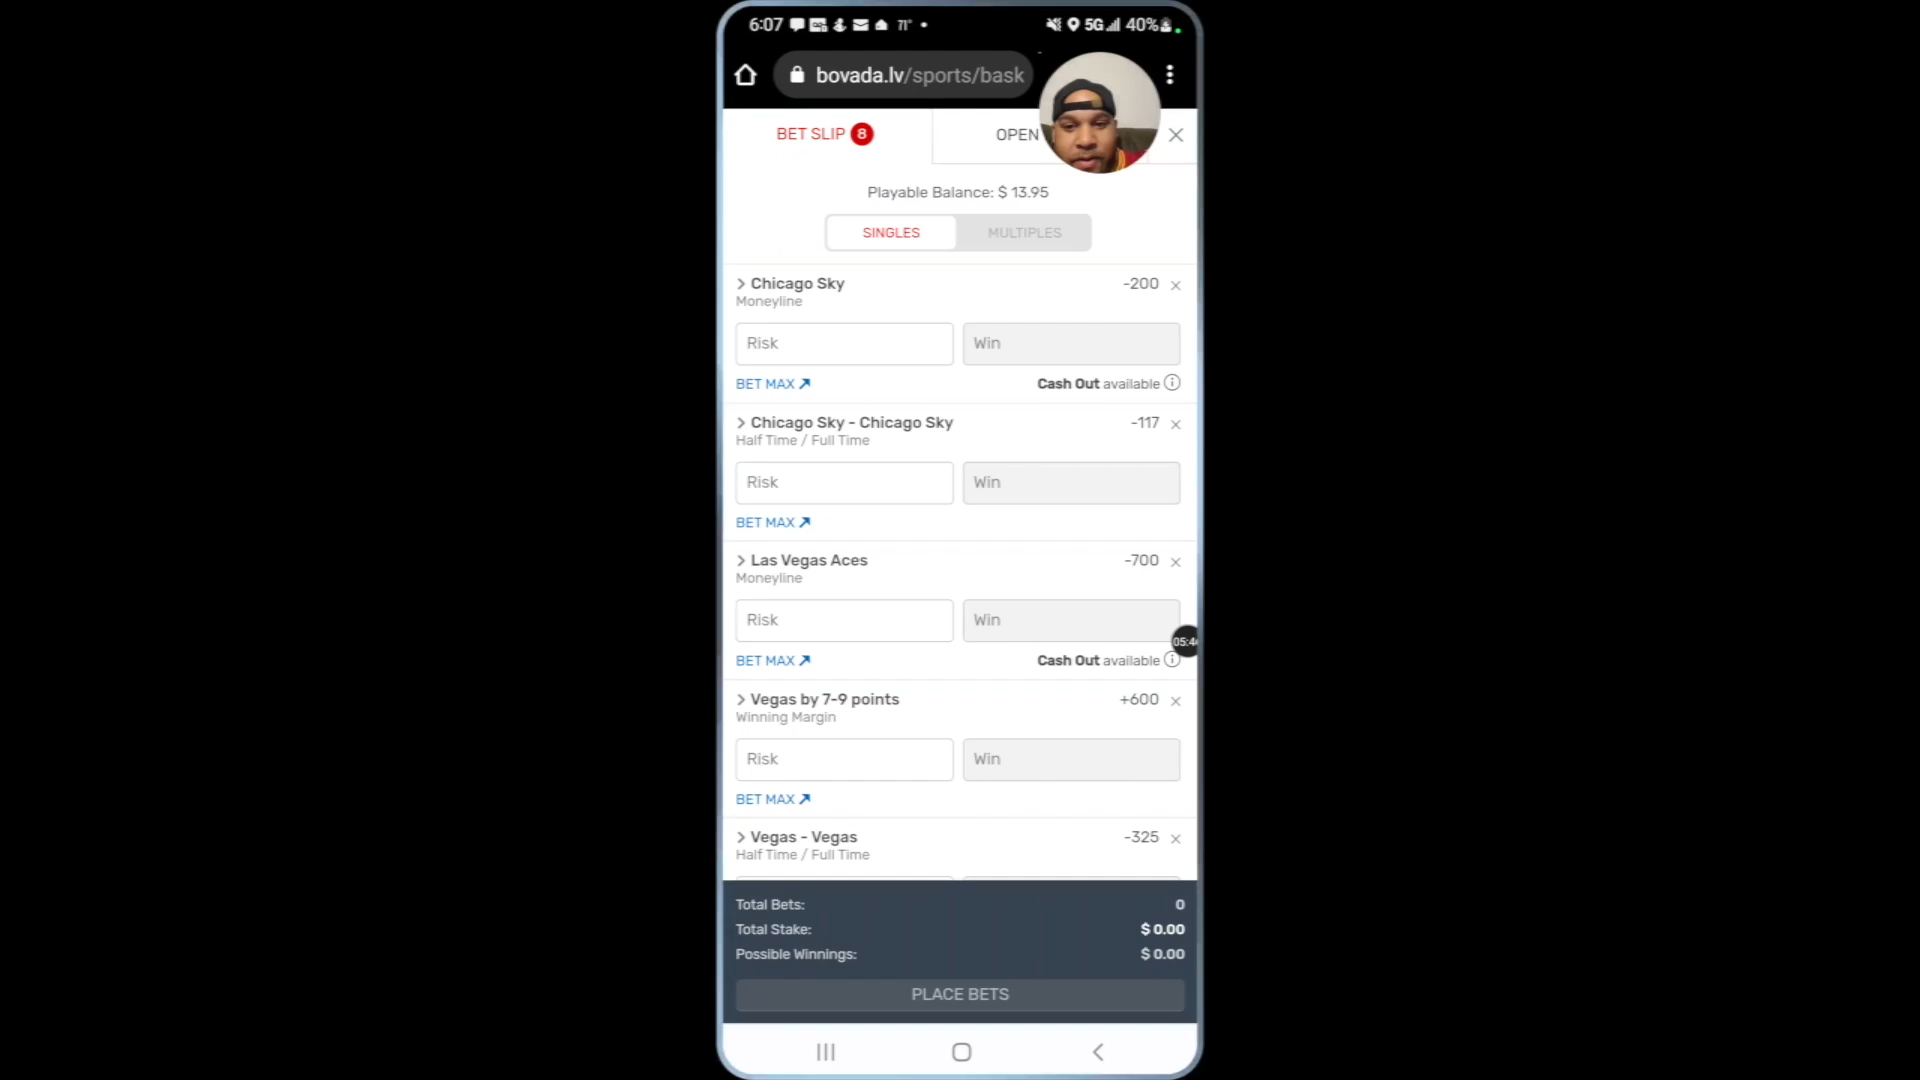 6:07 71° 5G 40%
bovada.lv/sports/bask
BET SLIP 8 OPEN
Playable Balance: $ 13.95
SINGLES MULTIPLES
Chicago Sky -200
Moneyline
Risk Win
BET MAX Cash Out available
Chicago Sky - Chicago Sky -117
Half Time / Full Time
Risk Win
BET MAX
Las Vegas Aces -700
Moneyline
Risk Win
05:4
BET MAX Cash Out available
Vegas by 7-9 points +600
Winning Margin
Risk Win
BET MAX
Vegas - Vegas -325
Half Time / Full Time
Total Bets: 0
Total Stake: $ 0.00
Possible Winnings: $ 0.00
PLACE BETS